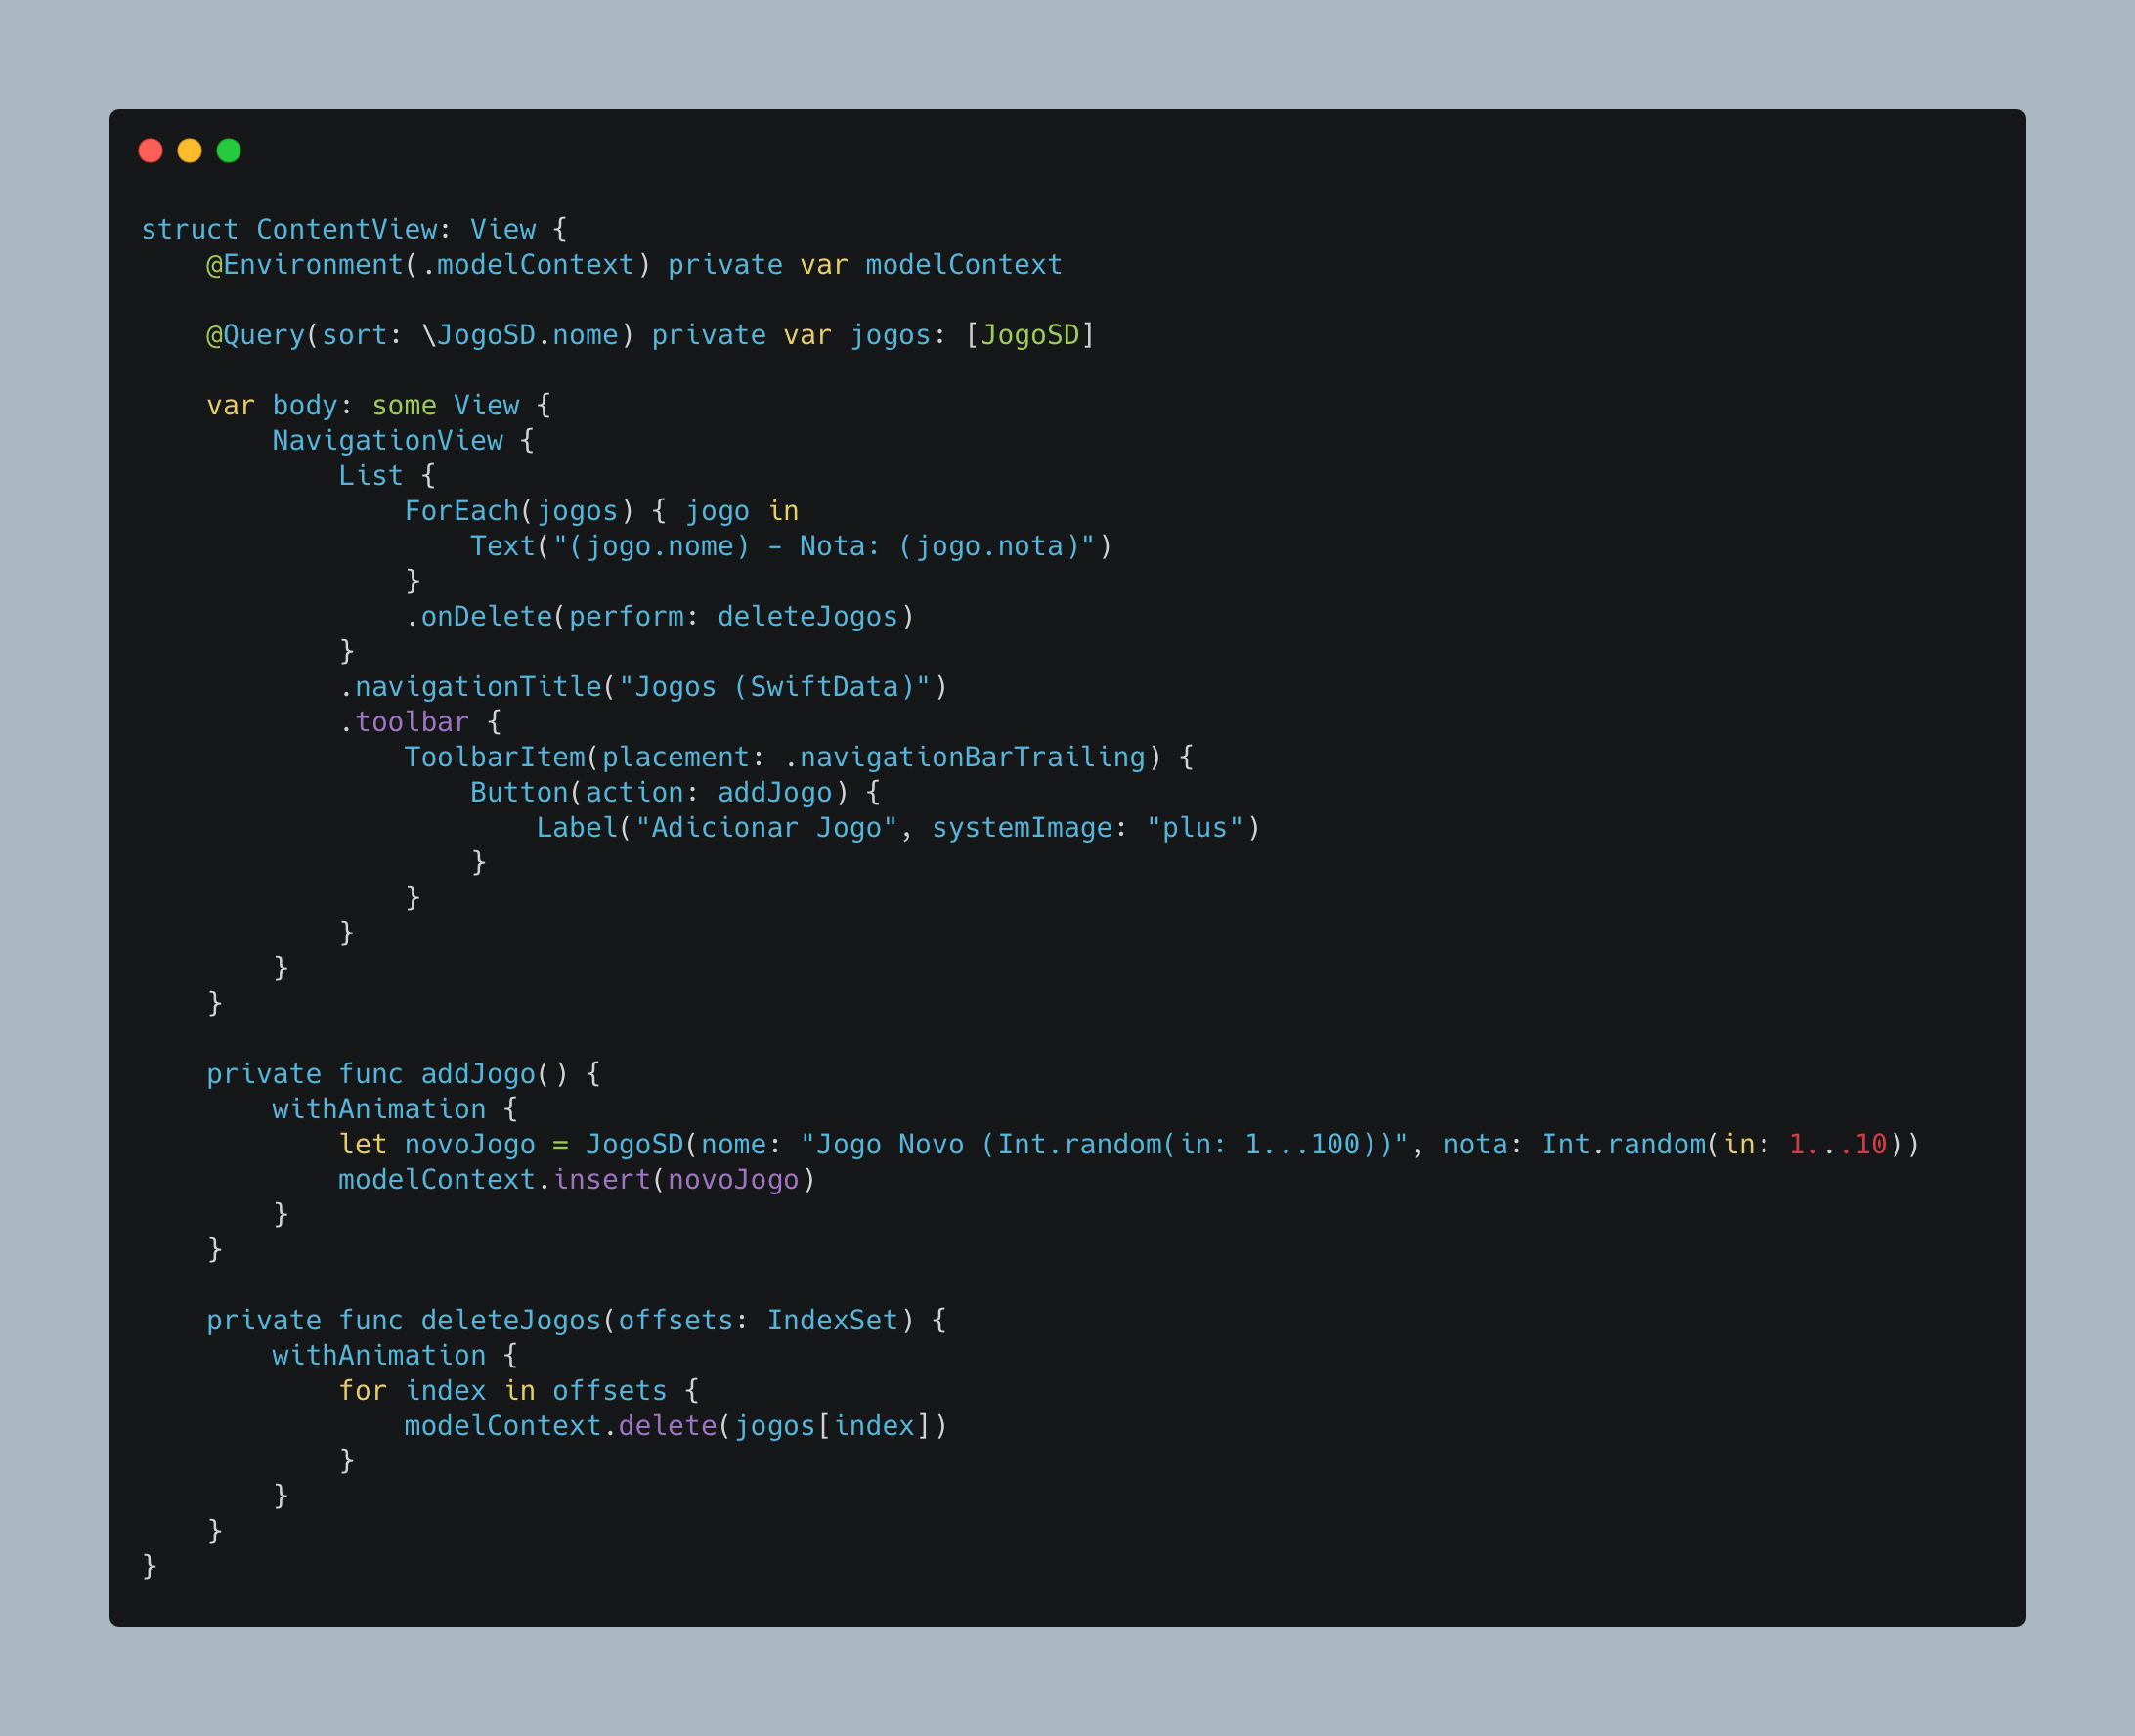 struct ContentView: View {
    @Environment(.modelContext) private var modelContext

    @Query(sort: \JogoSD.nome) private var jogos: [JogoSD]

    var body: some View {
        NavigationView {
            List {
                ForEach(jogos) { jogo in
                    Text("(jogo.nome) - Nota: (jogo.nota)")
                }
                .onDelete(perform: deleteJogos)
            }
            .navigationTitle("Jogos (SwiftData)")
            .toolbar {
                ToolbarItem(placement: .navigationBarTrailing) {
                    Button(action: addJogo) {
                        Label("Adicionar Jogo", systemImage: "plus")
                    }
                }
            }
        }
    }

    private func addJogo() {
        withAnimation {
            let novoJogo = JogoSD(nome: "Jogo Novo (Int.random(in: 1...100))", nota: Int.random(in: 1...10))
            modelContext.insert(novoJogo)
        }
    }

    private func deleteJogos(offsets: IndexSet) {
        withAnimation {
            for index in offsets {
                modelContext.delete(jogos[index])
            }
        }
    }
}